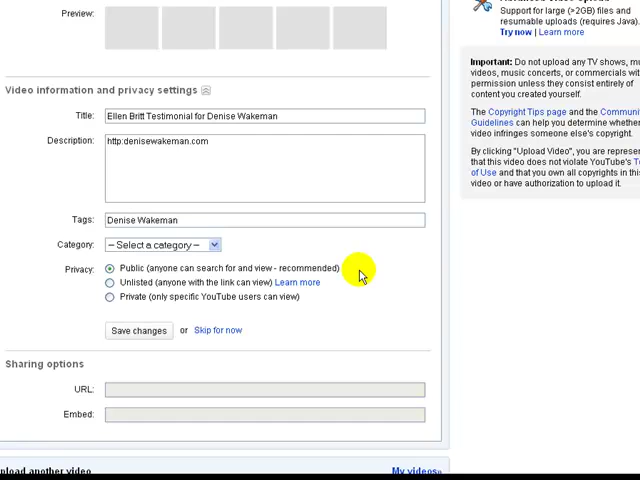 Preview:
Support for large (>2GB) files and
resumable uploads (requires Java).
Try now | Learn more
Important: Do not upload any TV shows, mu
videos, music concerts, or commercials wit
permission unless they consist entirely of
content you created yourself.
The Copyright Tips page and the Communi
Guidelines can help you determine whether
video infringes someone else's copyright.
By clicking "Upload Video", you are represe
that this video does not violate YouTube's T
of Use and that you own all copyrights in this
video or have authorization to upload it.
Video information and privacy settings
Title: Ellen Britt Testimonial for Denise Wakeman
Description: http:denisewakeman.com
Tags: Denise Wakeman
Category: -- Select a category --
Privacy: Public (anyone can search for and view - recommended)
Unlisted (anyone with the link can view) Learn more
Private (only specific YouTube users can view)
Save changes or Skip for now
Sharing options
URL:
Embed:
pload another video
My videos»